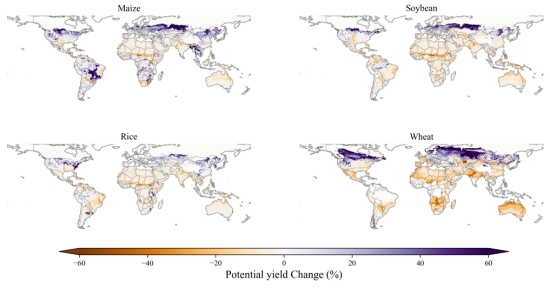 Maize Soybean
Rice Wheat
−60 −40 −20 0 20 40 60
Potential yield Change (%)